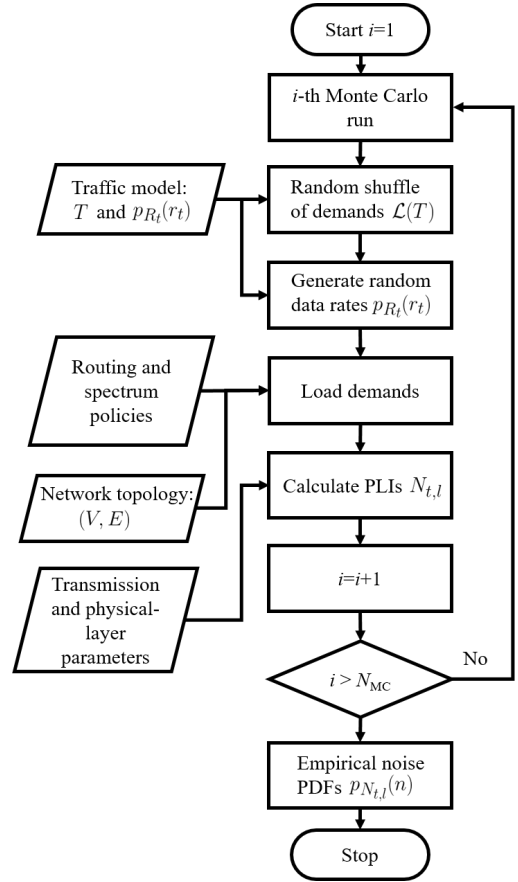 Start i=1
i-th Monte Carlo
run
Traffic model:
T and p_{R_t}(r_t)
Random shuffle
of demands ℒ(T)
Generate random
data rates p_{R_t}(r_t)
Routing and
spectrum
policies
Load demands
Network topology:
(V, E)
Calculate PLIs N_{t,l}
Transmission
and physical-
layer
parameters
i=i+1
i > N_{MC}
No
Empirical noise
PDFs p_{N_{t,l}}(n)
Stop